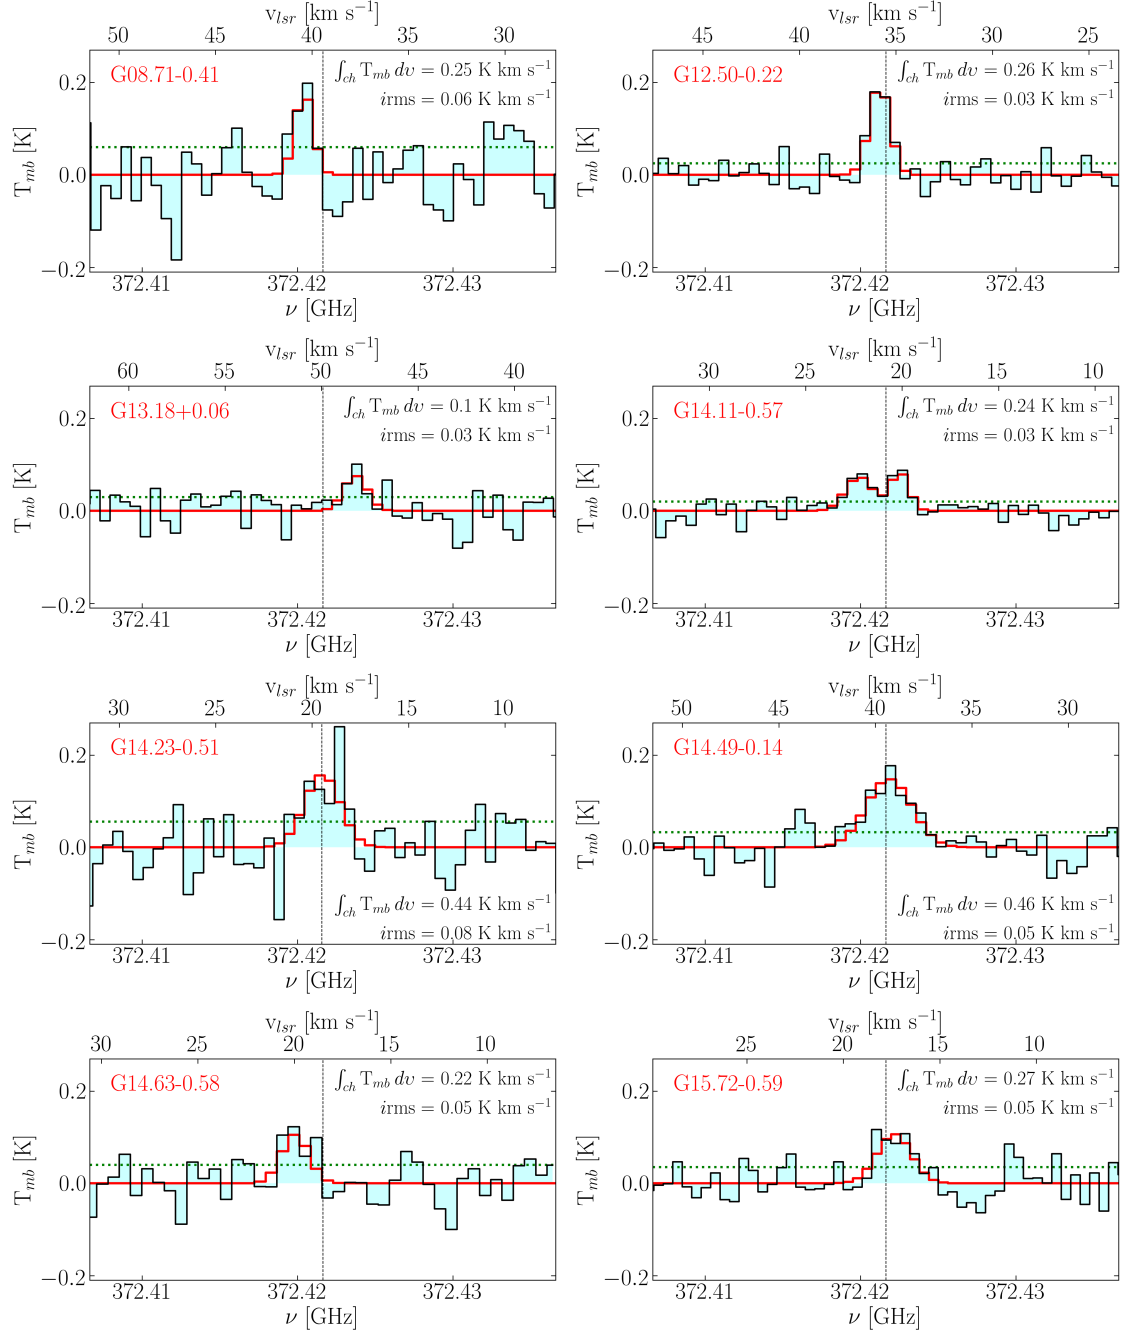 v_lsr [km s⁻¹]
50 45 40 35 30
G08.71-0.41
∫_ch T_mb dv = 0.25 K km s⁻¹
irms = 0.06 K km s⁻¹
0.2
0.0
−0.2
T_mb [K]
372.41 372.42 372.43
ν [GHz]
v_lsr [km s⁻¹]
45 40 35 30 25
G12.50-0.22
∫_ch T_mb dv = 0.26 K km s⁻¹
irms = 0.03 K km s⁻¹
0.2
0.0
−0.2
T_mb [K]
372.41 372.42 372.43
ν [GHz]
v_lsr [km s⁻¹]
60 55 50 45 40
G13.18+0.06
∫_ch T_mb dv = 0.1 K km s⁻¹
irms = 0.03 K km s⁻¹
0.2
0.0
−0.2
T_mb [K]
372.41 372.42 372.43
ν [GHz]
v_lsr [km s⁻¹]
30 25 20 15 10
G14.11-0.57
∫_ch T_mb dv = 0.24 K km s⁻¹
irms = 0.03 K km s⁻¹
0.2
0.0
−0.2
T_mb [K]
372.41 372.42 372.43
ν [GHz]
v_lsr [km s⁻¹]
30 25 20 15 10
G14.23-0.51
0.2
0.0
−0.2
T_mb [K]
∫_ch T_mb dv = 0.44 K km s⁻¹
irms = 0.08 K km s⁻¹
372.41 372.42 372.43
ν [GHz]
v_lsr [km s⁻¹]
50 45 40 35 30
G14.49-0.14
0.2
0.0
−0.2
T_mb [K]
∫_ch T_mb dv = 0.46 K km s⁻¹
irms = 0.05 K km s⁻¹
372.41 372.42 372.43
ν [GHz]
v_lsr [km s⁻¹]
30 25 20 15 10 5
G14.63-0.58
∫_ch T_mb dv = 0.22 K km s⁻¹
irms = 0.05 K km s⁻¹
0.2
0.0
−0.2
T_mb [K]
372.41 372.42 372.43
ν [GHz]
v_lsr [km s⁻¹]
25 20 15 10
G15.72-0.59
∫_ch T_mb dv = 0.27 K km s⁻¹
irms = 0.05 K km s⁻¹
0.2
0.0
−0.2
T_mb [K]
372.41 372.42 372.43
ν [GHz]